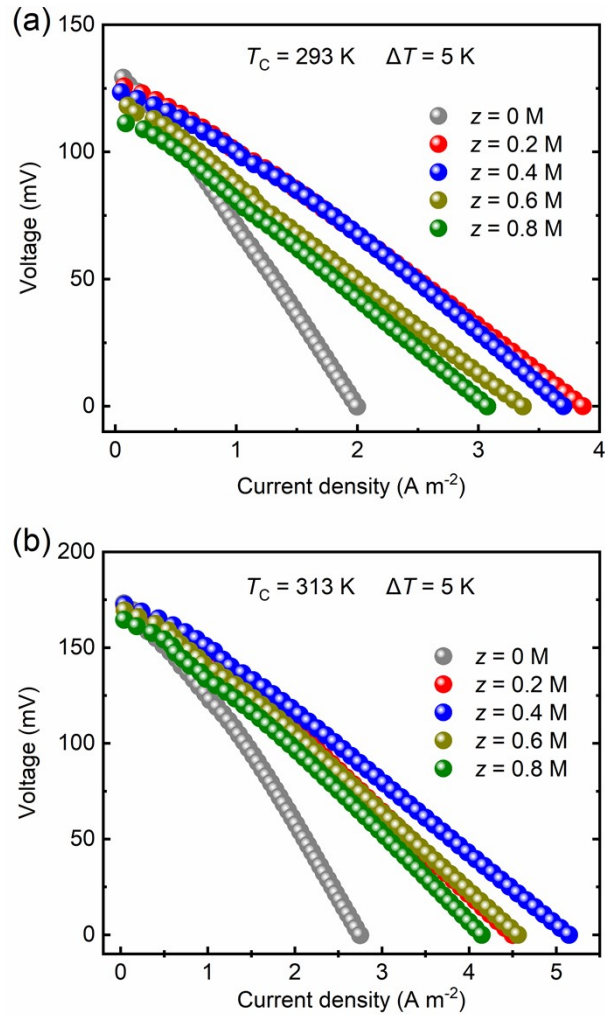 (a)
150
100
50
0
Voltage (mV)
T_C = 293 K ΔT = 5 K
z = 0 M
z = 0.2 M
z = 0.4 M
z = 0.6 M
z = 0.8 M
0 1 2 3 4
Current density (A m⁻²)
(b)
200
150
100
50
0
Voltage (mV)
T_C = 313 K ΔT = 5 K
z = 0 M
z = 0.2 M
z = 0.4 M
z = 0.6 M
z = 0.8 M
0 1 2 3 4 5
Current density (A m⁻²)